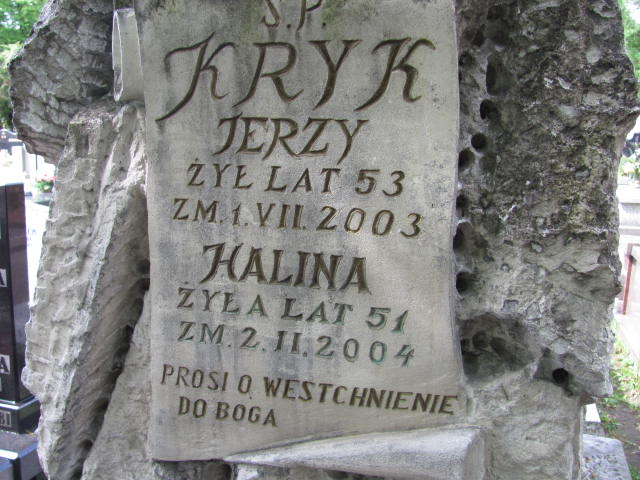 Ś.P.
KRYK
JERZY
ŻYŁ LAT 53
ZM. 1. VII. 2003
HALINA
ŻYŁA LAT 51
ZM. 2. II. 2004
PROSI O WESTCHNIENIE
DO BOGA